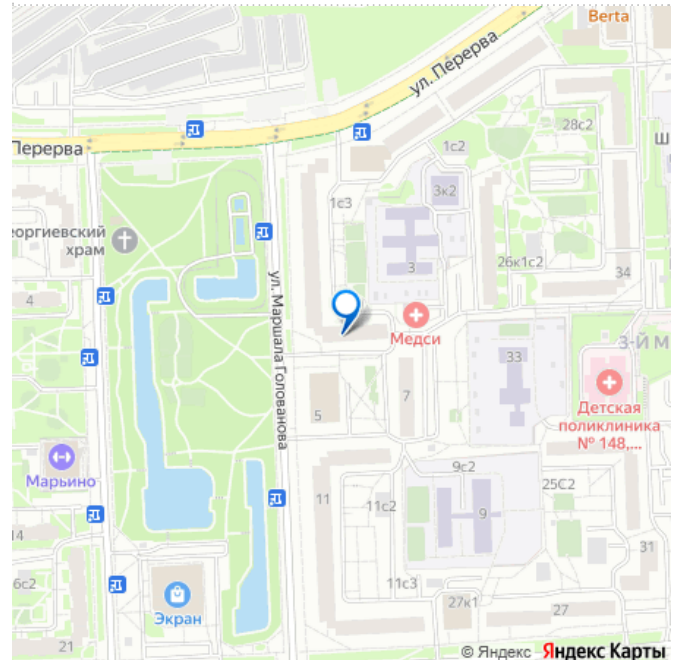 Berta
ул. Перерва
Перерва
28с2
Ш
1с2
3к2
1с3
еоргиевский
храм
3
26к1с2
34
4
ул. Маршала Голованова
Медси
3-Й М
33
7
5
Детская
поликлиника
№ 148,...
Марьино
9с2
25С2
11
11с2
9
14
31
6с2
11с3
27к1
27
Экран
21
© Яндекс Яндекс Карты